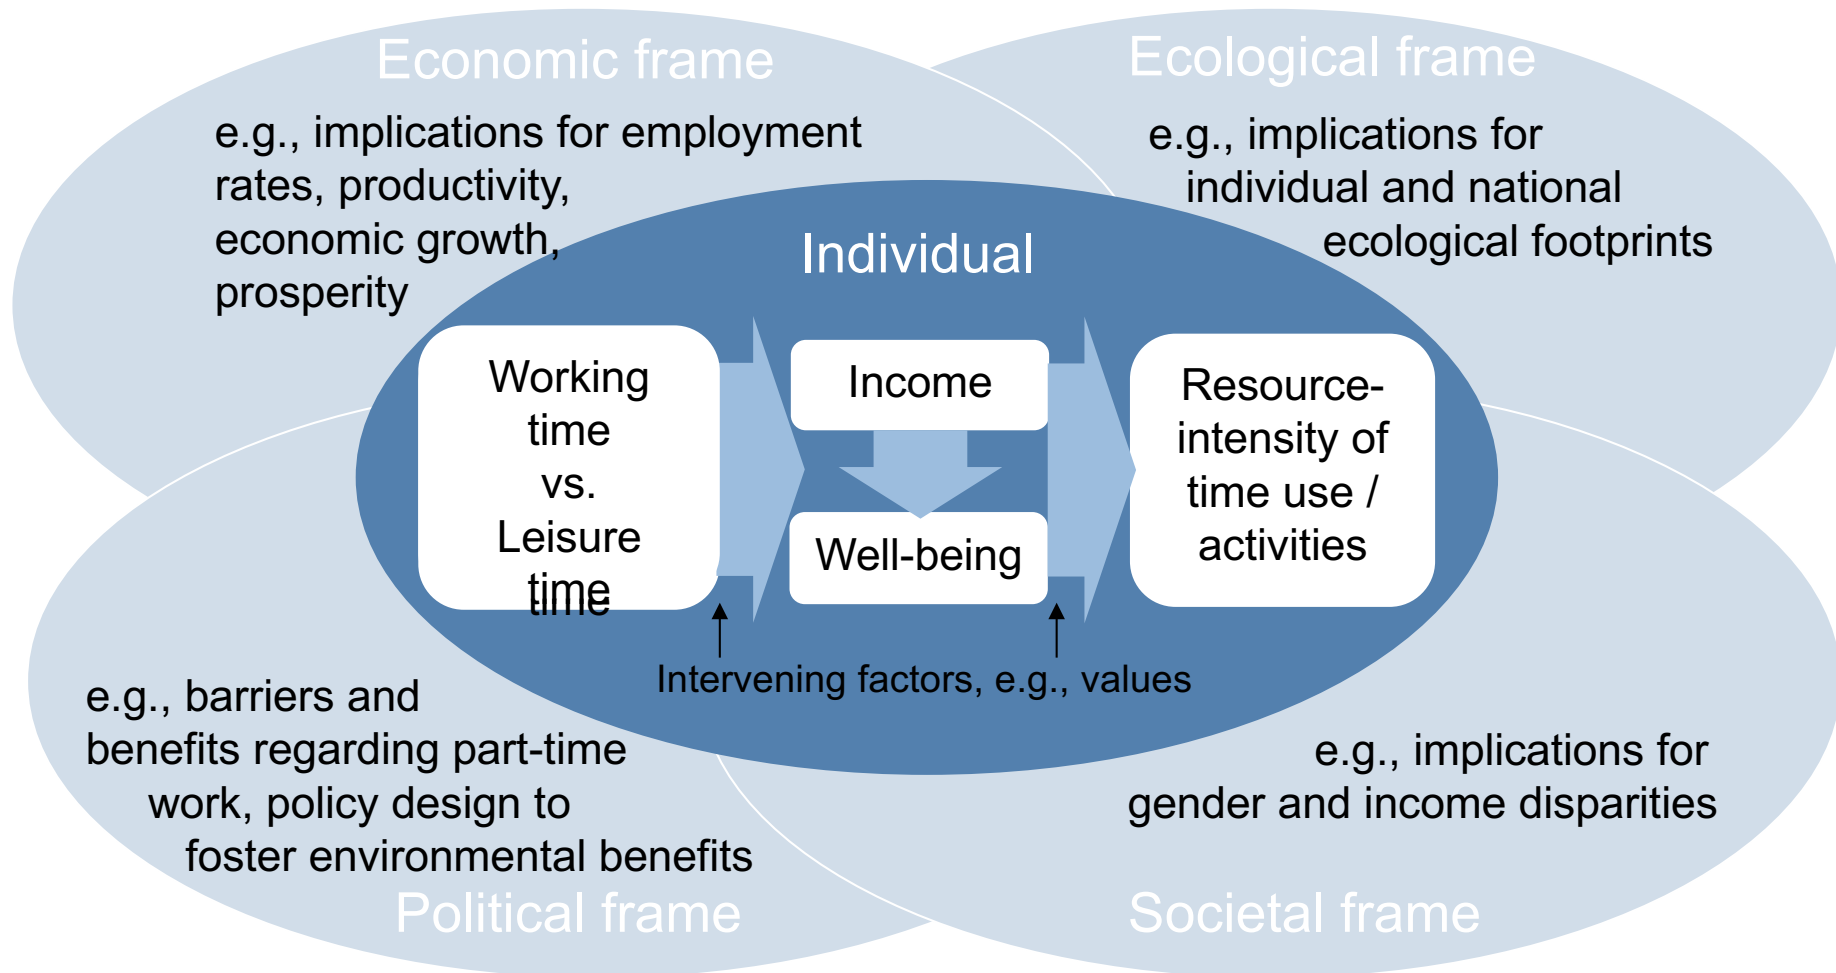 Economic frame
e.g., implications for employment
rates, productivity,
economic growth,
prosperity
Ecological frame
e.g., implications for
individual and national
ecological footprints
Individual
Working
time
vs.
Leisure
time
time
Income
Well-being
Resource-
intensity of
time use /
activities
Intervening factors, e.g., values
e.g., barriers and
benefits regarding part-time
work, policy design to
foster environmental benefits
Political frame
e.g., implications for
gender and income disparities
Societal frame